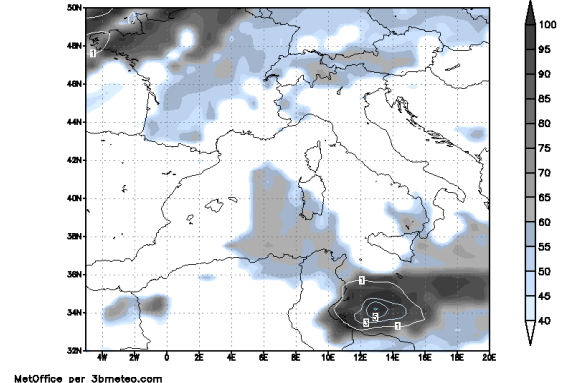 50N
48N
46N
44N
42N
40N
38N
36N
34N
32N
4W 2W 0 2E 4E 6E 8E 10E 12E 14E 16E 18E 20E
100
95
90
85
80
75
70
65
60
55
50
45
40
1
1
3 5 1
MetOffice per 3bmeteo.com